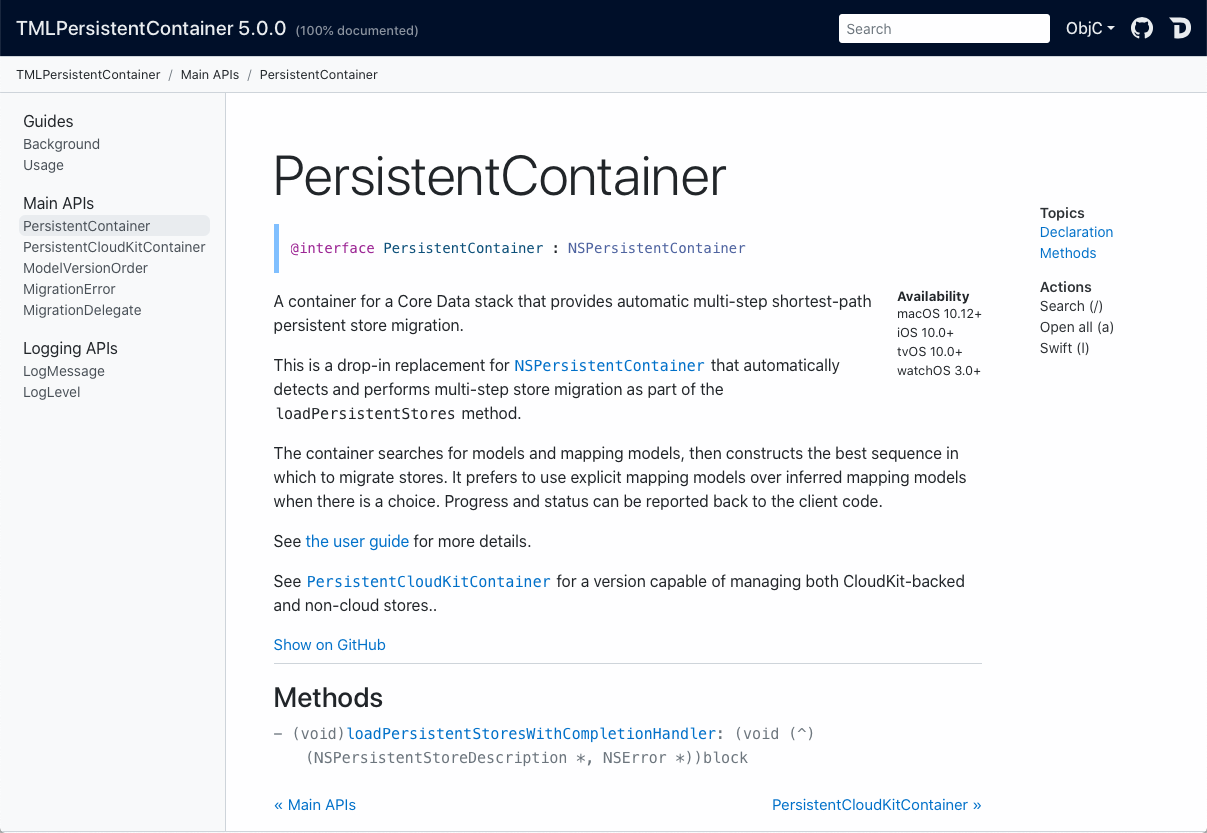 TMLPersistentContainer 5.0.0 (100% documented)
Search
ObjC
TMLPersistentContainer / Main APIs / PersistentContainer
Guides
Background
Usage
Main APIs
PersistentContainer
PersistentCloudKitContainer
ModelVersionOrder
MigrationError
MigrationDelegate
Logging APIs
LogMessage
LogLevel
PersistentContainer
@interface PersistentContainer : NSPersistentContainer
A container for a Core Data stack that provides automatic multi-step shortest-path
persistent store migration.
This is a drop-in replacement for NSPersistentContainer that automatically
detects and performs multi-step store migration as part of the
loadPersistentStores method.
Availability
macOS 10.12+
iOS 10.0+
tvOS 10.0+
watchOS 3.0+
The container searches for models and mapping models, then constructs the best sequence in
which to migrate stores. It prefers to use explicit mapping models over inferred mapping models
when there is a choice. Progress and status can be reported back to the client code.
See the user guide for more details.
See PersistentCloudKitContainer for a version capable of managing both CloudKit-backed
and non-cloud stores..
Show on GitHub
Methods
– (void)loadPersistentStoresWithCompletionHandler: (void (^)
(NSPersistentStoreDescription *, NSError *))block
« Main APIs
PersistentCloudKitContainer »
Topics
Declaration
Methods
Actions
Search (/)
Open all (a)
Swift (l)